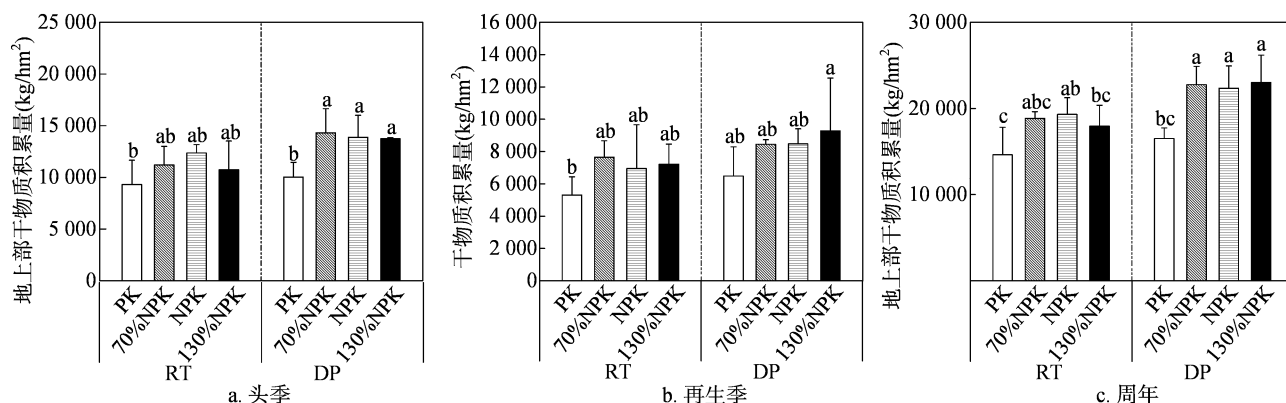 地上部干物质积累量(kg/hm²)
25 000
20 000
15 000
10 000
5 000
0
b
ab
ab
ab
b
a
a
a
PK
70%NPK
NPK
130%NPK
PK
70%NPK
NPK
130%NPK
RT
DP
a. 头季
干物质积累量(kg/hm²)
16 000
14 000
12 000
10 000
8 000
6 000
4 000
2 000
0
b
ab
ab
ab
ab
ab
ab
a
PK
70%NPK
NPK
130%NPK
PK
70%NPK
NPK
130%NPK
RT
DP
b. 再生季
地上部干物质积累量(kg/hm²)
30 000
20 000
10 000
c
abc
ab
bc
bc
a
a
a
PK
70%NPK
NPK
130%NPK
PK
70%NPK
NPK
130%NPK
RT
DP
c. 周年